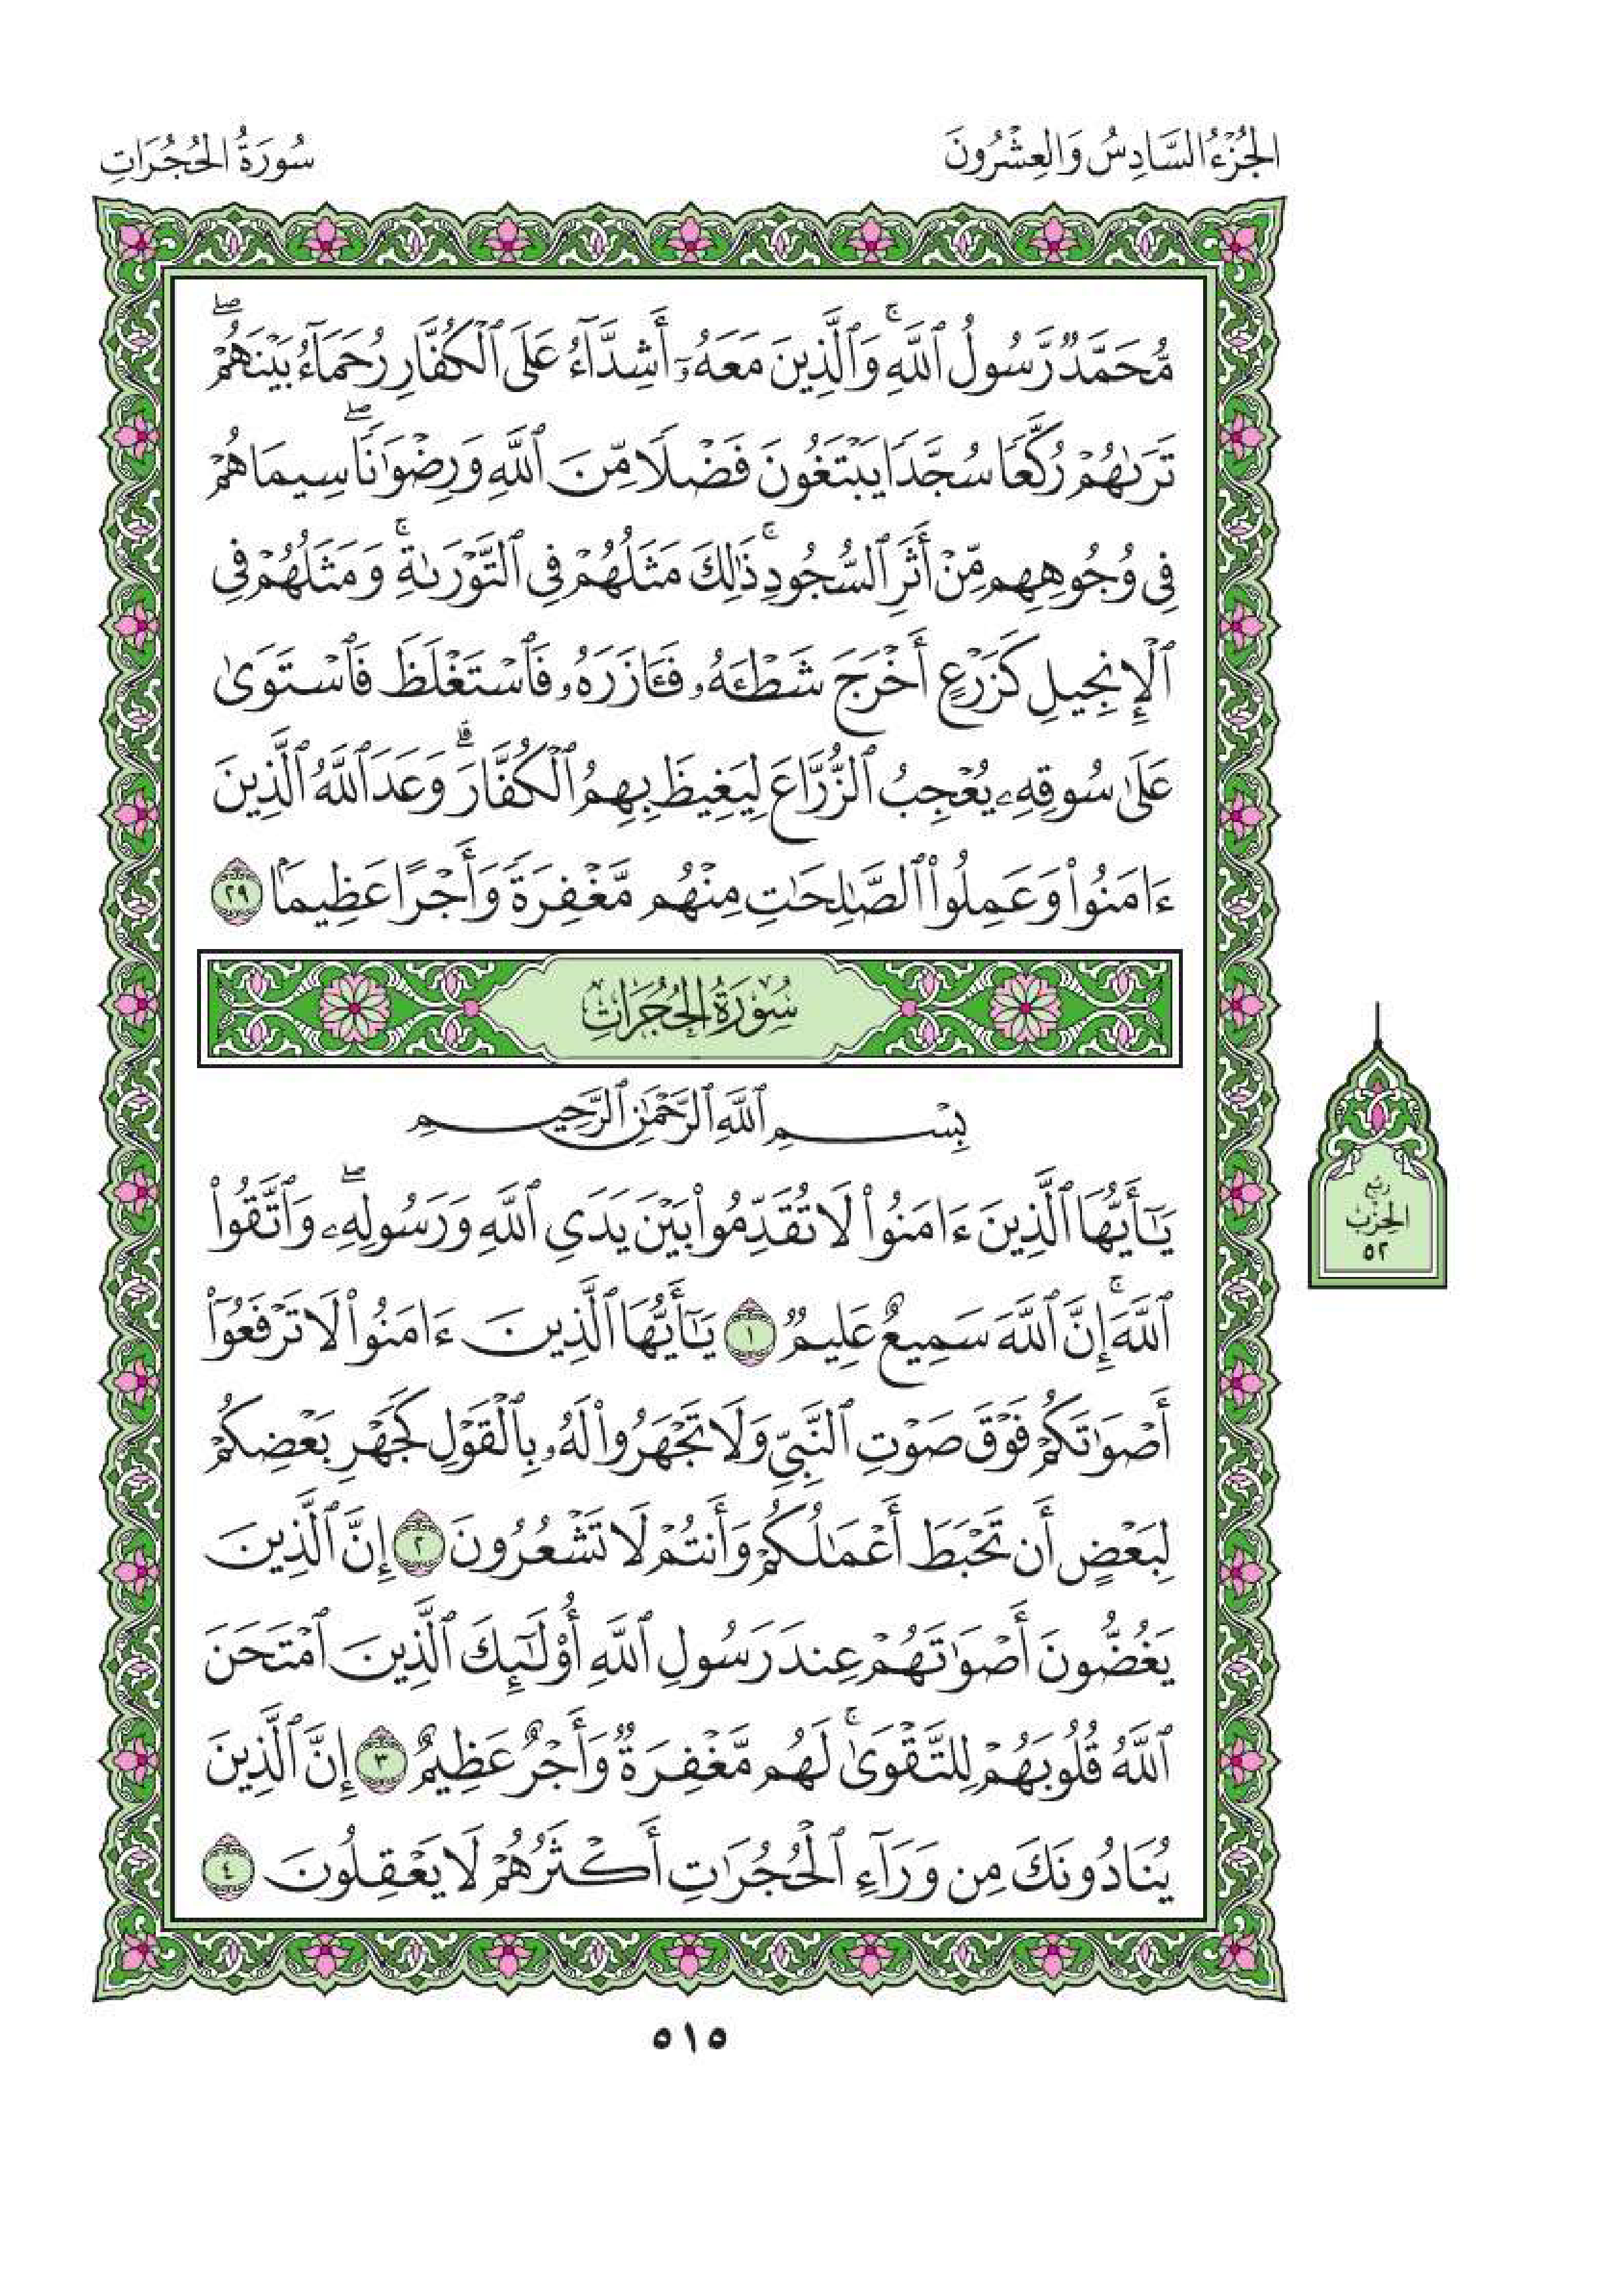 الجُزْءُ السَّادِسُ وَالعِشْرُونَ
سُورَةُ الحُجُرَاتِ
مُّحَمَّدٌ رَّسُولُ ٱللَّهِۚ وَٱلَّذِينَ مَعَهُۥٓ أَشِدَّآءُ عَلَى ٱلْكُفَّارِ رُحَمَآءُ بَيْنَهُمْۖ
تَرَىٰهُمْ رُكَّعًا سُجَّدًا يَبْتَغُونَ فَضْلًا مِّنَ ٱللَّهِ وَرِضْوَٰنًاۖ سِيمَاهُمْ
فِى وُجُوهِهِم مِّنْ أَثَرِ ٱلسُّجُودِۚ ذَٰلِكَ مَثَلُهُمْ فِى ٱلتَّوْرَىٰةِۚ وَمَثَلُهُمْ فِى
ٱلْإِنجِيلِ كَزَرْعٍ أَخْرَجَ شَطْـَٔهُۥ فَـَٔازَرَهُۥ فَٱسْتَغْلَظَ فَٱسْتَوَىٰ
عَلَىٰ سُوقِهِۦ يُعْجِبُ ٱلزُّرَّاعَ لِيَغِيظَ بِهِمُ ٱلْكُفَّارَۗ وَعَدَ ٱللَّهُ ٱلَّذِينَ
ءَامَنُوا۟ وَعَمِلُوا۟ ٱلصَّٰلِحَٰتِ مِنْهُم مَّغْفِرَةً وَأَجْرًا عَظِيمًۢا ٢٩
سُورَةُ الحُجُرَاتِ
بِسْمِ ٱللَّهِ ٱلرَّحْمَٰنِ ٱلرَّحِيمِ
يَٰٓأَيُّهَا ٱلَّذِينَ ءَامَنُوا۟ لَا تُقَدِّمُوا۟ بَيْنَ يَدَىِ ٱللَّهِ وَرَسُولِهِۦۖ وَٱتَّقُوا۟
ٱللَّهَۚ إِنَّ ٱللَّهَ سَمِيعٌ عَلِيمٌ ١ يَٰٓأَيُّهَا ٱلَّذِينَ ءَامَنُوا۟ لَا تَرْفَعُوٓا۟
أَصْوَٰتَكُمْ فَوْقَ صَوْتِ ٱلنَّبِىِّ وَلَا تَجْهَرُوا۟ لَهُۥ بِٱلْقَوْلِ كَجَهْرِ بَعْضِكُمْ
لِبَعْضٍ أَن تَحْبَطَ أَعْمَٰلُكُمْ وَأَنتُمْ لَا تَشْعُرُونَ ٢ إِنَّ ٱلَّذِينَ
يَغُضُّونَ أَصْوَٰتَهُمْ عِندَ رَسُولِ ٱللَّهِ أُو۟لَٰٓئِكَ ٱلَّذِينَ ٱمْتَحَنَ
ٱللَّهُ قُلُوبَهُمْ لِلتَّقْوَىٰۚ لَهُم مَّغْفِرَةٌ وَأَجْرٌ عَظِيمٌ ٣ إِنَّ ٱلَّذِينَ
يُنَادُونَكَ مِن وَرَآءِ ٱلْحُجُرَٰتِ أَكْثَرُهُمْ لَا يَعْقِلُونَ ٤
رُبْعُ
الحِزْبِ
٥٢
٥١٥